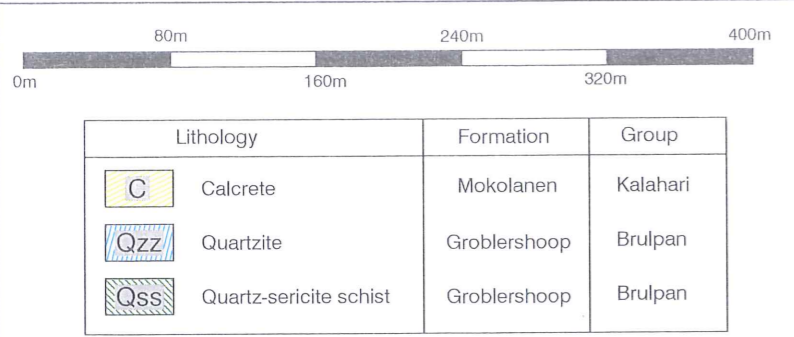 80m 240m 400m
0m 160m 320m
Lithology Formation Group
C Calcrete Mokolanen Kalahari
Qzz Quartzite Groblershoop Brulpan
Qss Quartz-sericite schist Groblershoop Brulpan